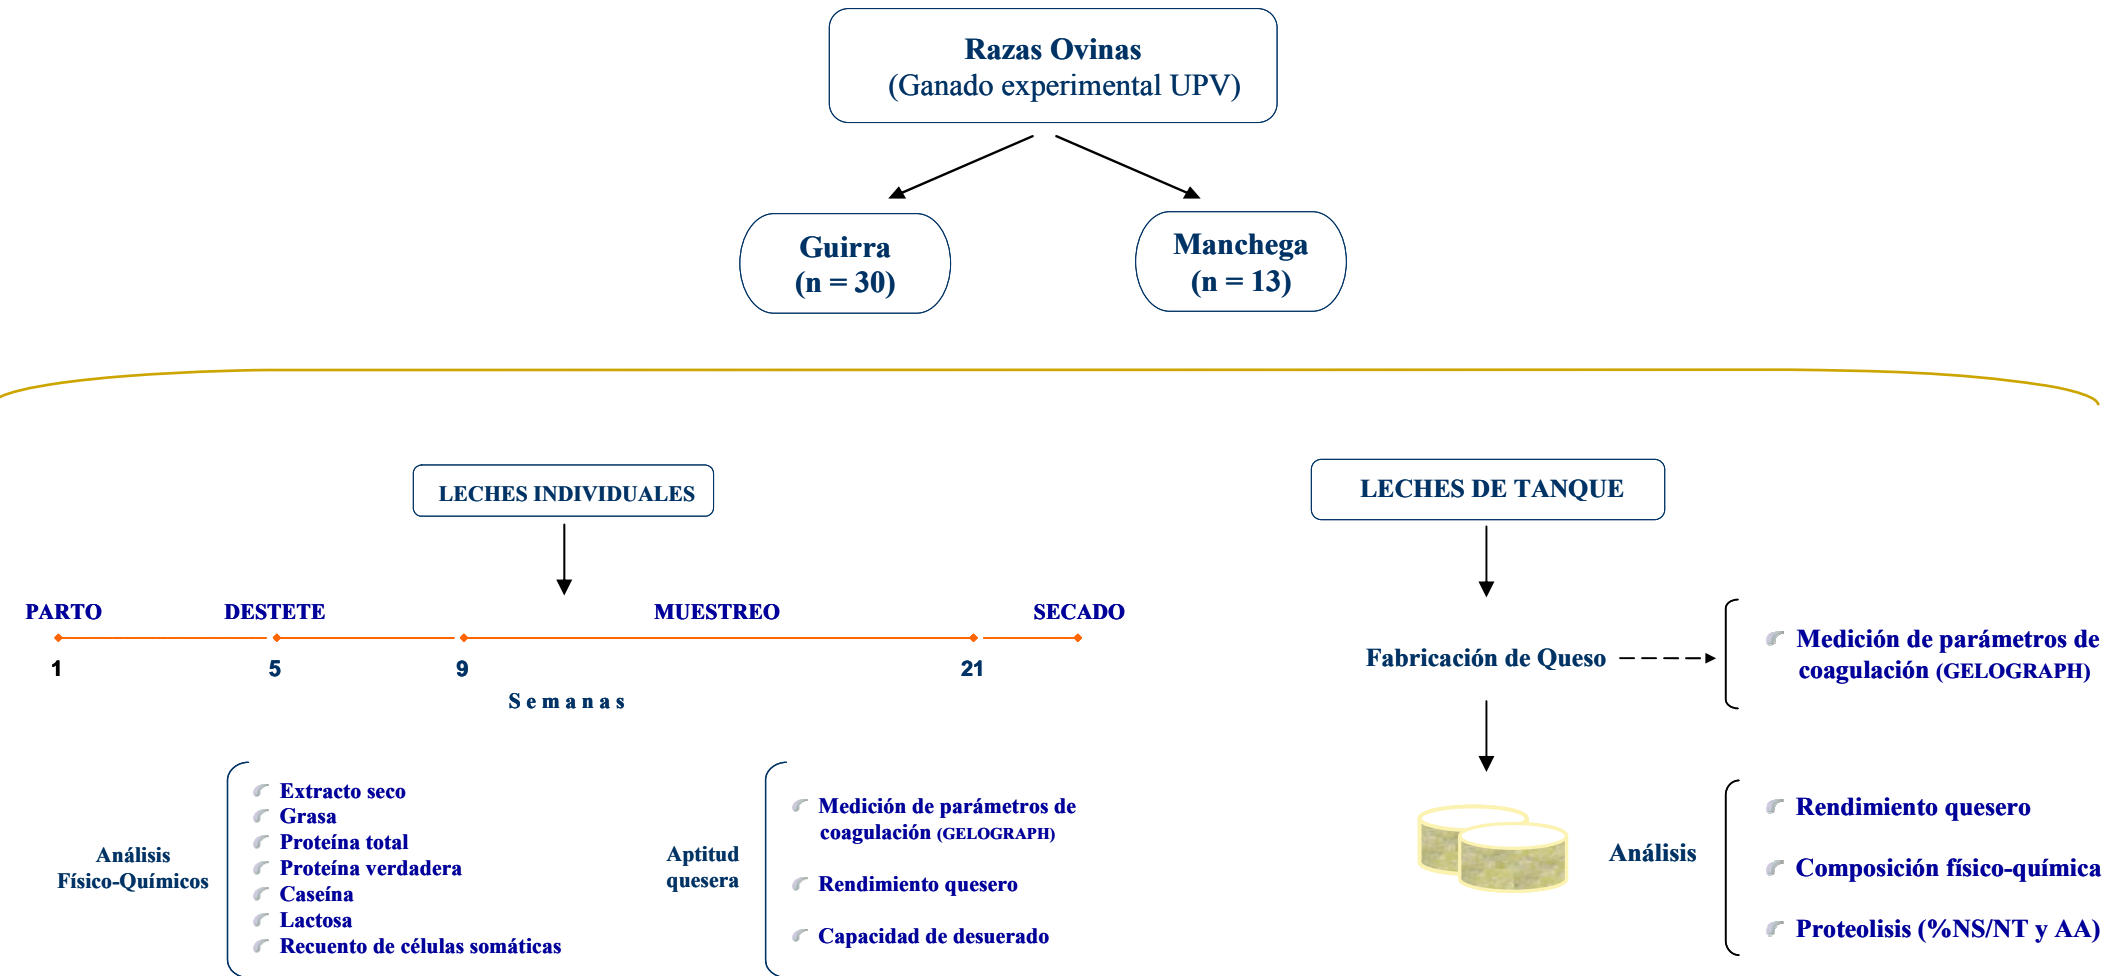 Razas Ovinas
(Ganado experimental UPV)
Guirra
(n = 30)
Manchega
(n = 13)
LECHES INDIVIDUALES
PARTO
DESTETE
MUESTREO
SECADO
1
5
9
21
Semanas
Análisis
Físico-Químicos
Extracto seco
Grasa
Proteína total
Proteína verdadera
Caseína
Lactosa
Recuento de células somáticas
Aptitud
quesera
Medición de parámetros de
coagulación (GELOGRAPH)
Rendimiento quesero
Capacidad de desuerado
LECHES DE TANQUE
Fabricación de Queso
Medición de parámetros de
coagulación (GELOGRAPH)
Análisis
Rendimiento quesero
Composición físico-química
Proteolisis (%NS/NT y AA)